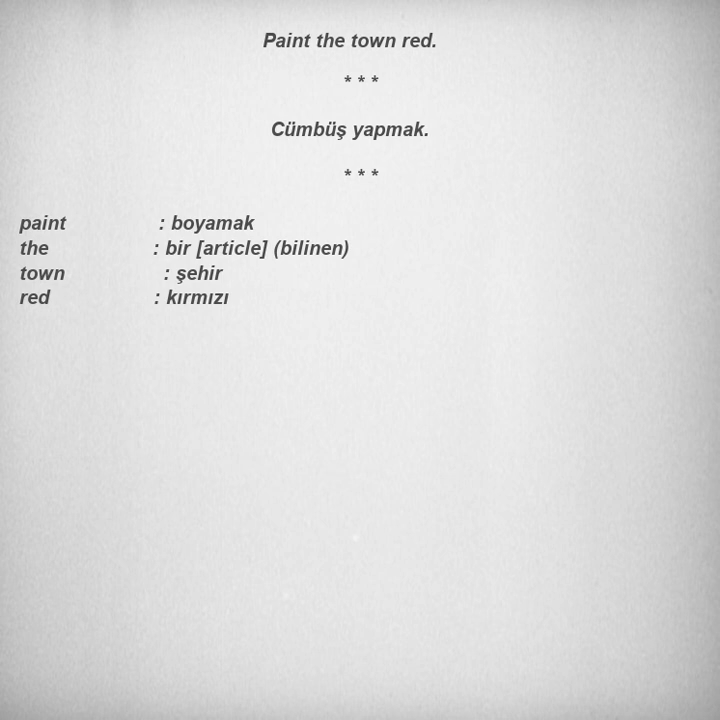 Paint the town red.
* * *
Cümbüş yapmak.
* * *
paint : boyamak
the : bir [article] (bilinen)
town : şehir
red : kırmızı